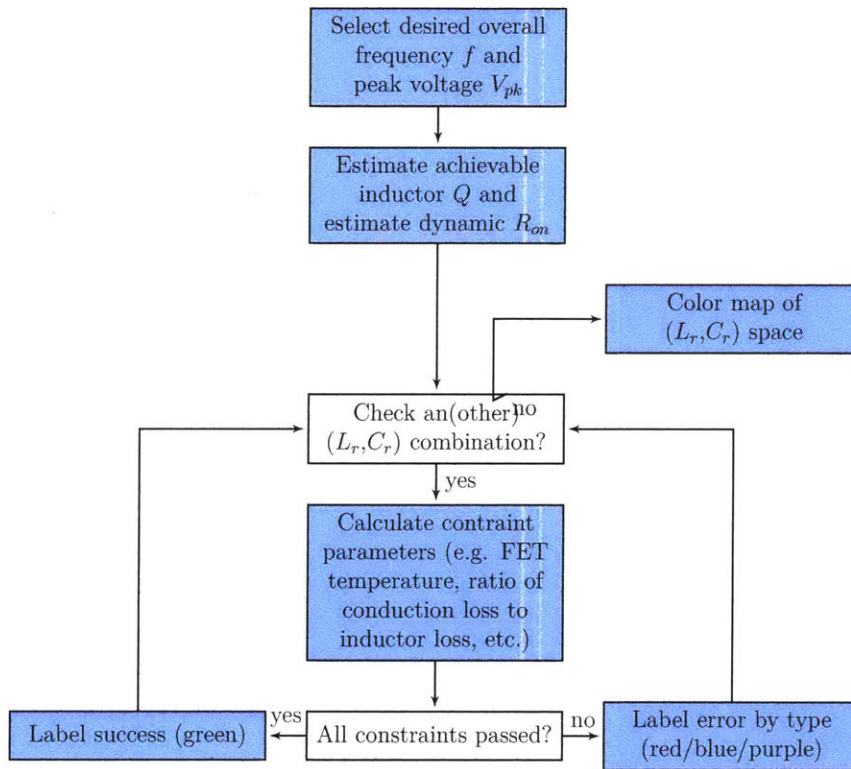 Select desired overall
frequency f and
peak voltage V_pk
Estimate achievable
inductor Q and
estimate dynamic R_on
Color map of
(L_r,C_r) space
no
Check an(other)
(L_r,C_r) combination?
yes
Calculate contraint
parameters (e.g. FET
temperature, ratio of
conduction loss to
inductor loss, etc.)
yes
no
Label success (green)
All constraints passed?
Label error by type
(red/blue/purple)